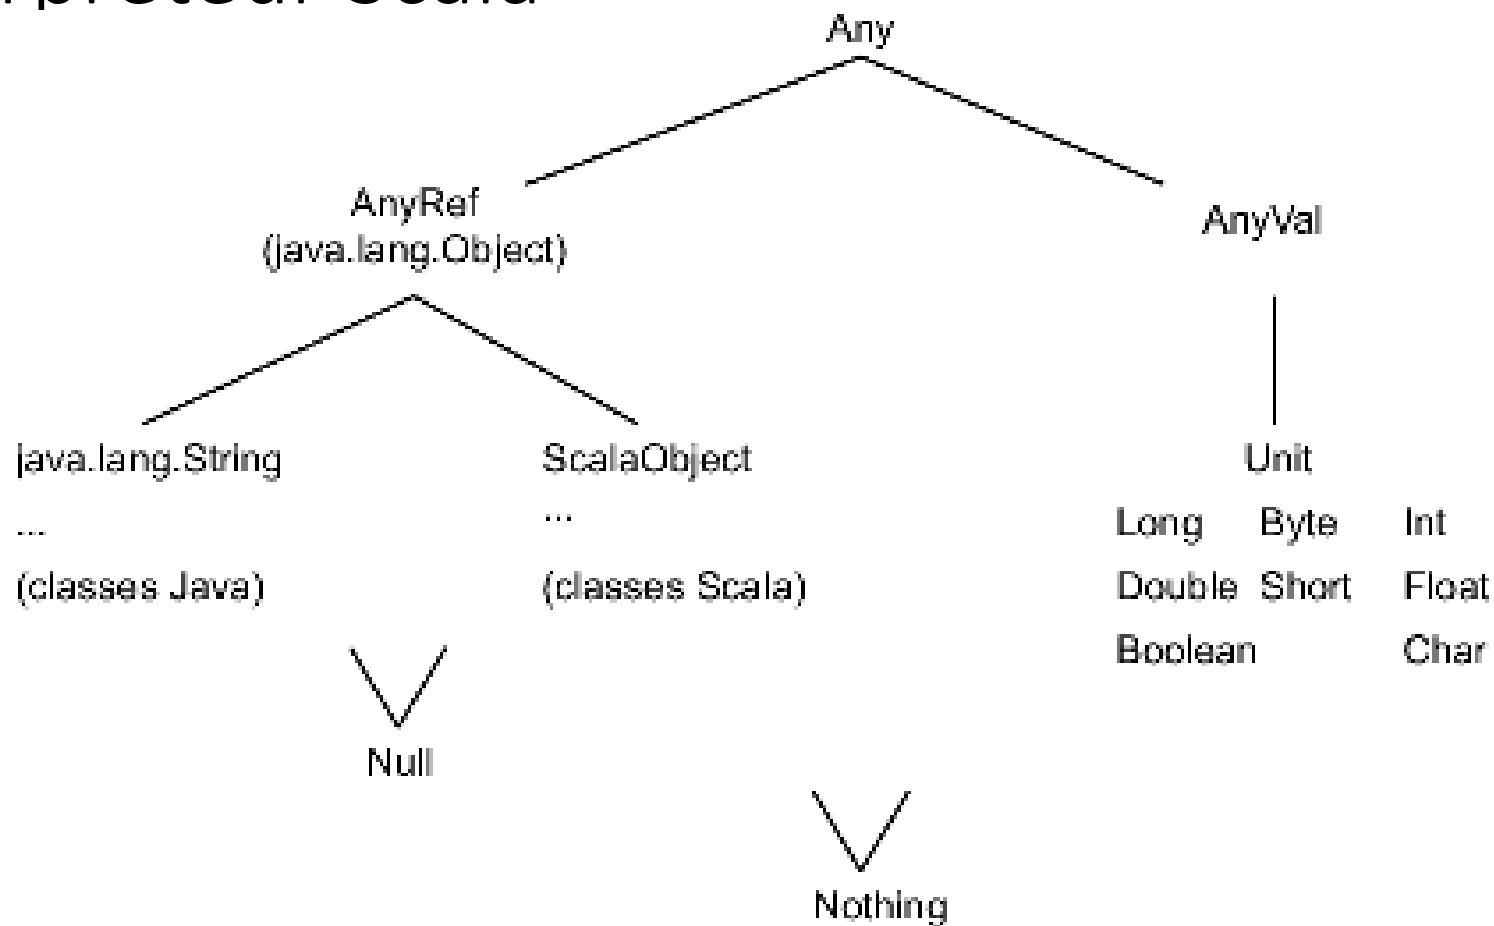 Any
AnyRef
(java.lang.Object)
AnyVal
java.lang.String
ScalaObject
Unit
...
...
Long Byte Int
(classes Java)
(classes Scala)
Double Short Float
Boolean Char
Null
Nothing